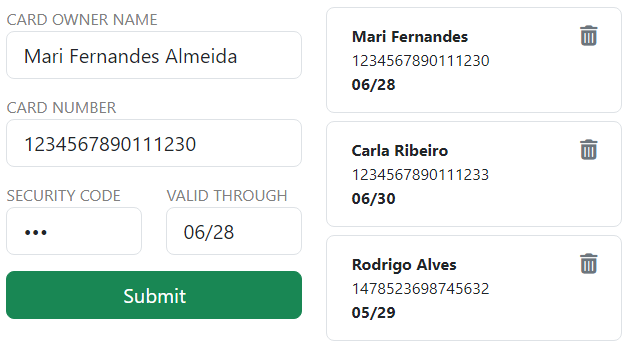 CARD OWNER NAME
Mari Fernandes Almeida
CARD NUMBER
1234567890111230
SECURITY CODE
•••
VALID THROUGH
06/28
Submit
Mari Fernandes
1234567890111230
06/28
Carla Ribeiro
1234567890111233
06/30
Rodrigo Alves
1478523698745632
05/29